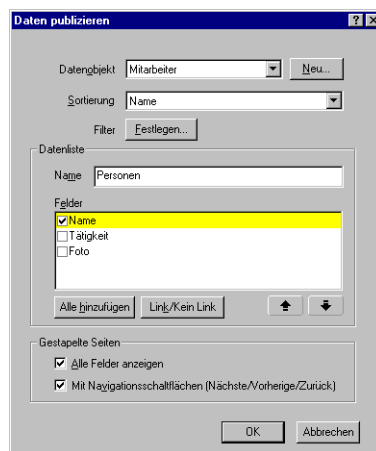 Daten publizieren
Datenobjekt Mitarbeiter Neu...
Sortierung Name
Filter Festlegen...
Datenliste
Name Personen
Felder
Name
Tätigkeit
Foto
Alle hinzufügen Link/Kein Link
Gestapelte Seiten
Alle Felder anzeigen
Mit Navigationsschaltflächen (Nächste/Vorherige/Zurück)
OK Abbrechen